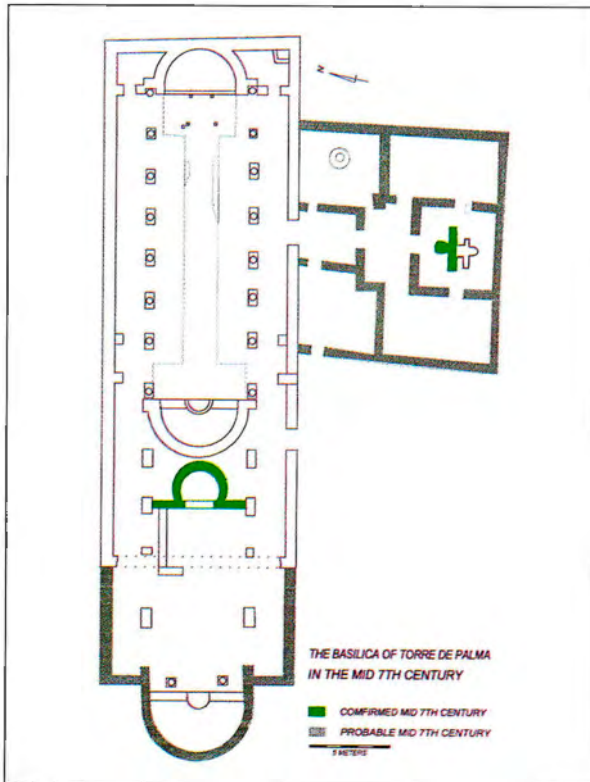 N
THE BASILICA OF TORRE DE PALMA
IN THE MID 7TH CENTURY
COMFIRMED MID 7TH CENTURY
PROBABLE MID 7TH CENTURY
5 METERS